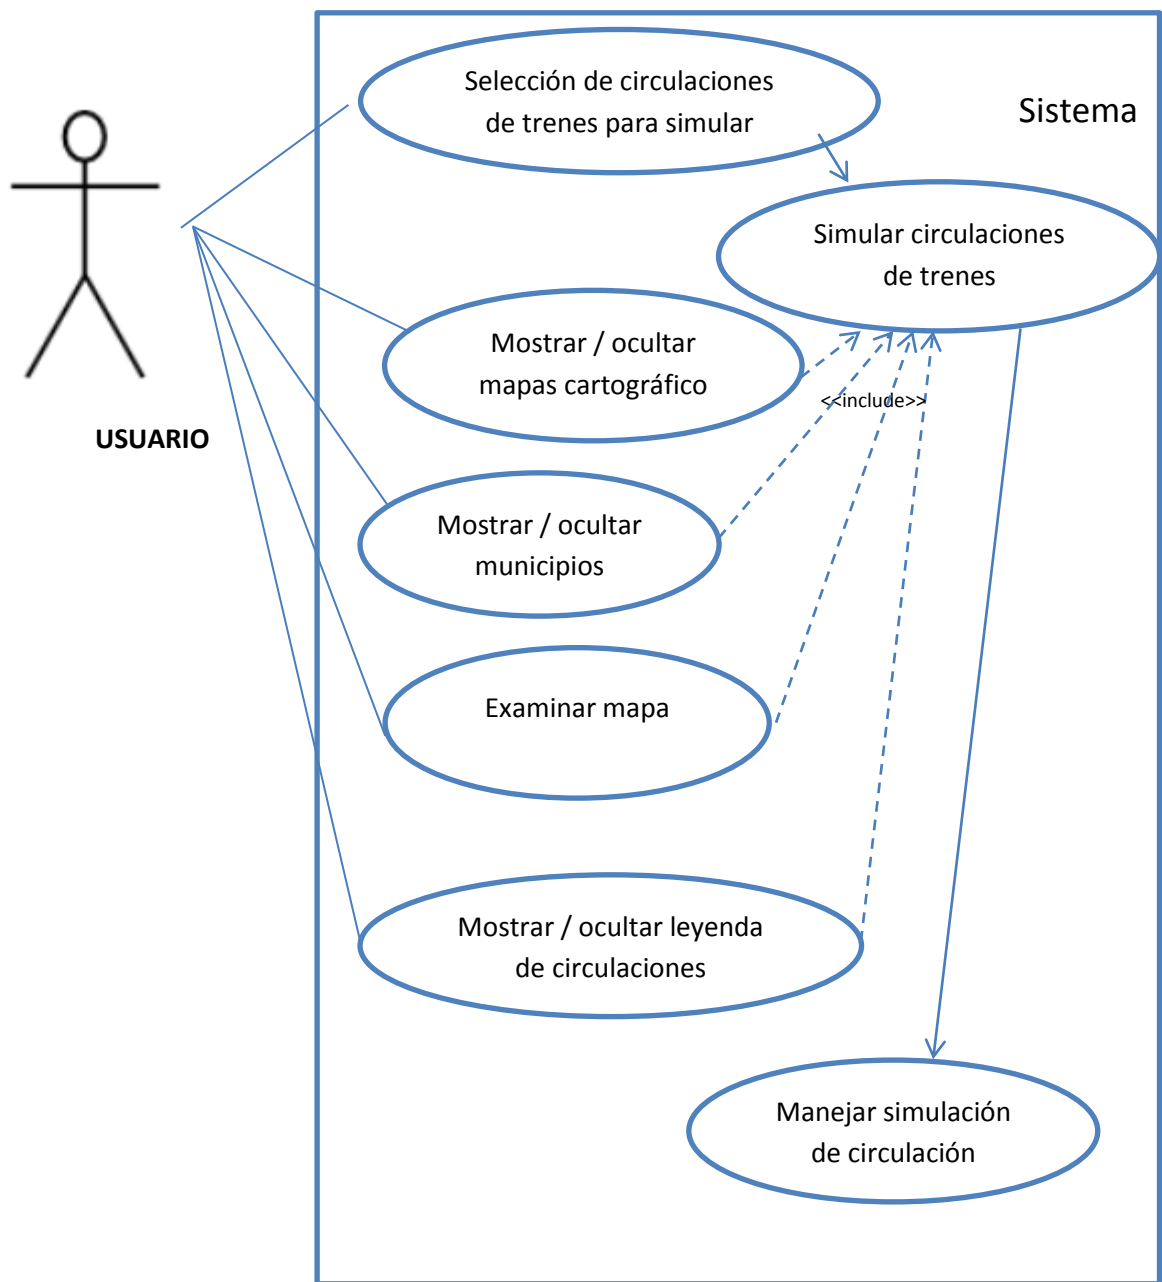 Selección de circulaciones
de trenes para simular
Sistema
Simular circulaciones
de trenes
Mostrar / ocultar
mapas cartográfico
<<include>>
USUARIO
Mostrar / ocultar
municipios
Examinar mapa
Mostrar / ocultar leyenda
de circulaciones
Manejar simulación
de circulación